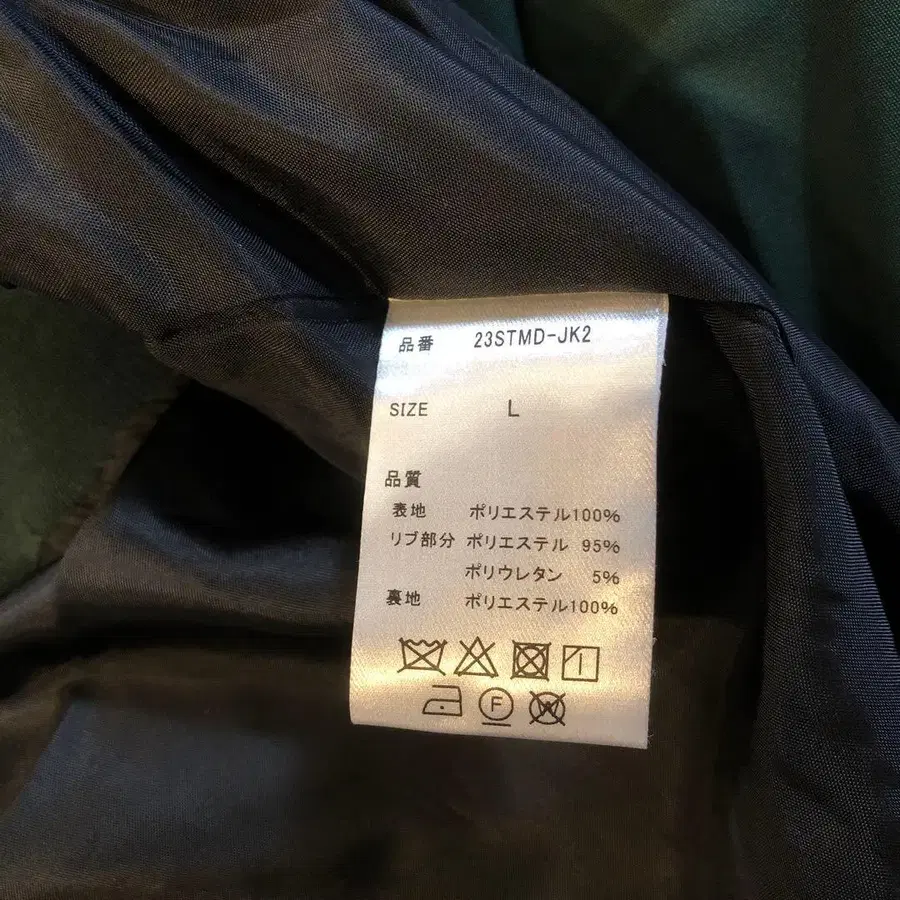 品番 23STMD-JK2
SIZE L
品質
表地 ポリエステル100%
リブ部分 ポリエステル 95%
ポリウレタン 5%
裏地 ポリエステル100%
F W